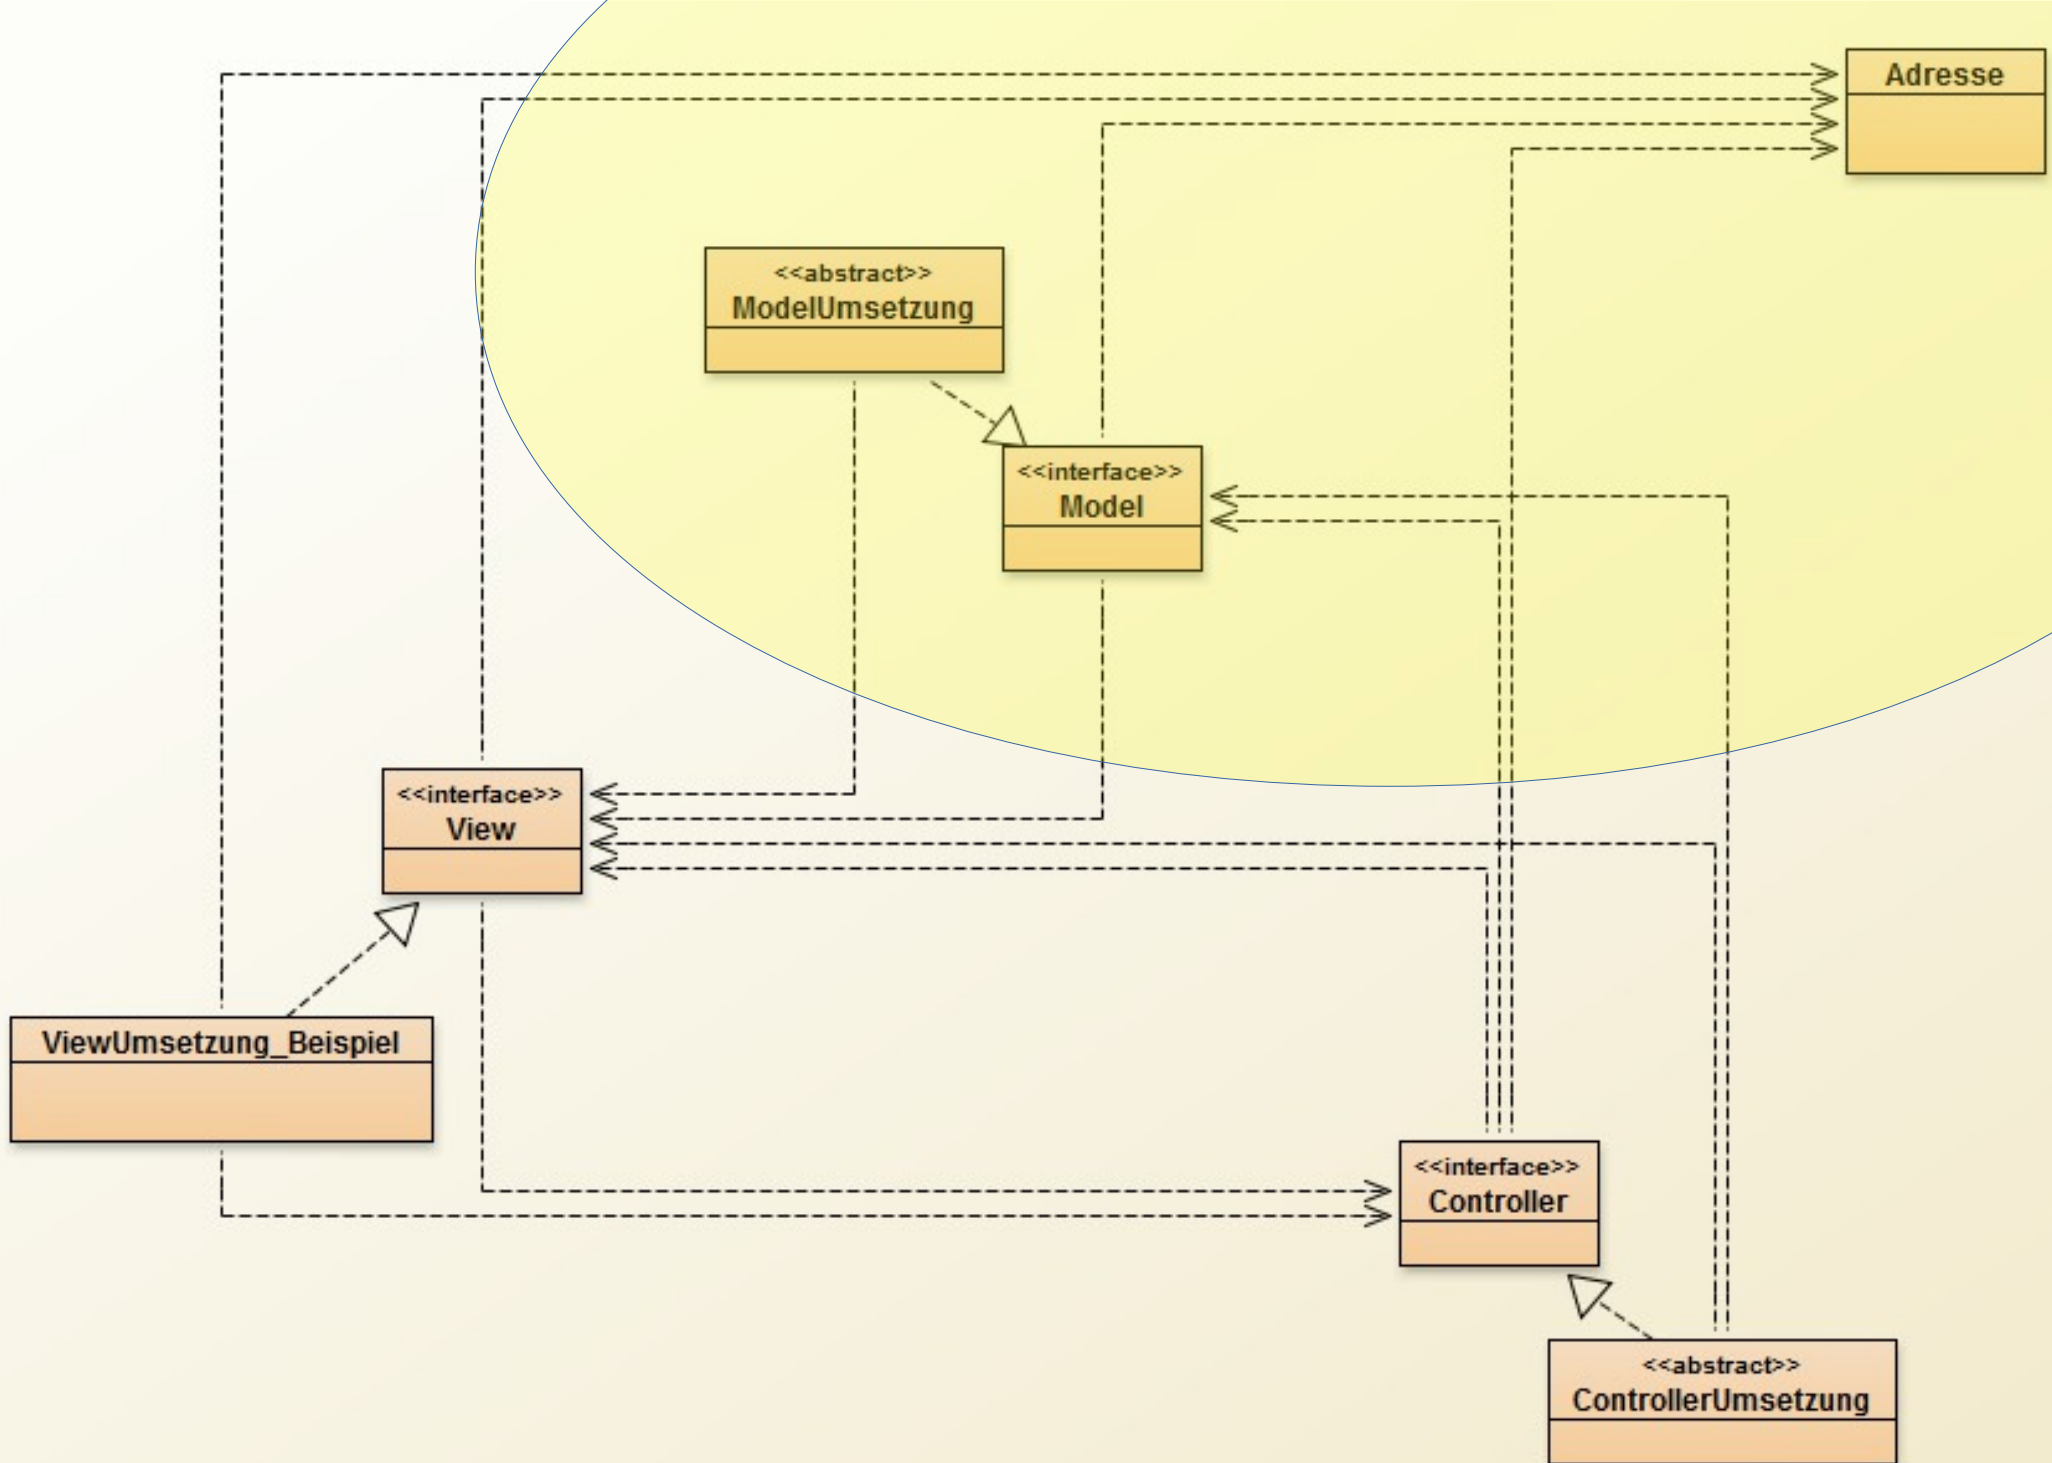 Adresse
<<abstract>>
ModelUmsetzung
<<interface>>
Model
<<interface>>
View
ViewUmsetzung_Beispiel
<<interface>>
Controller
<<abstract>>
ControllerUmsetzung